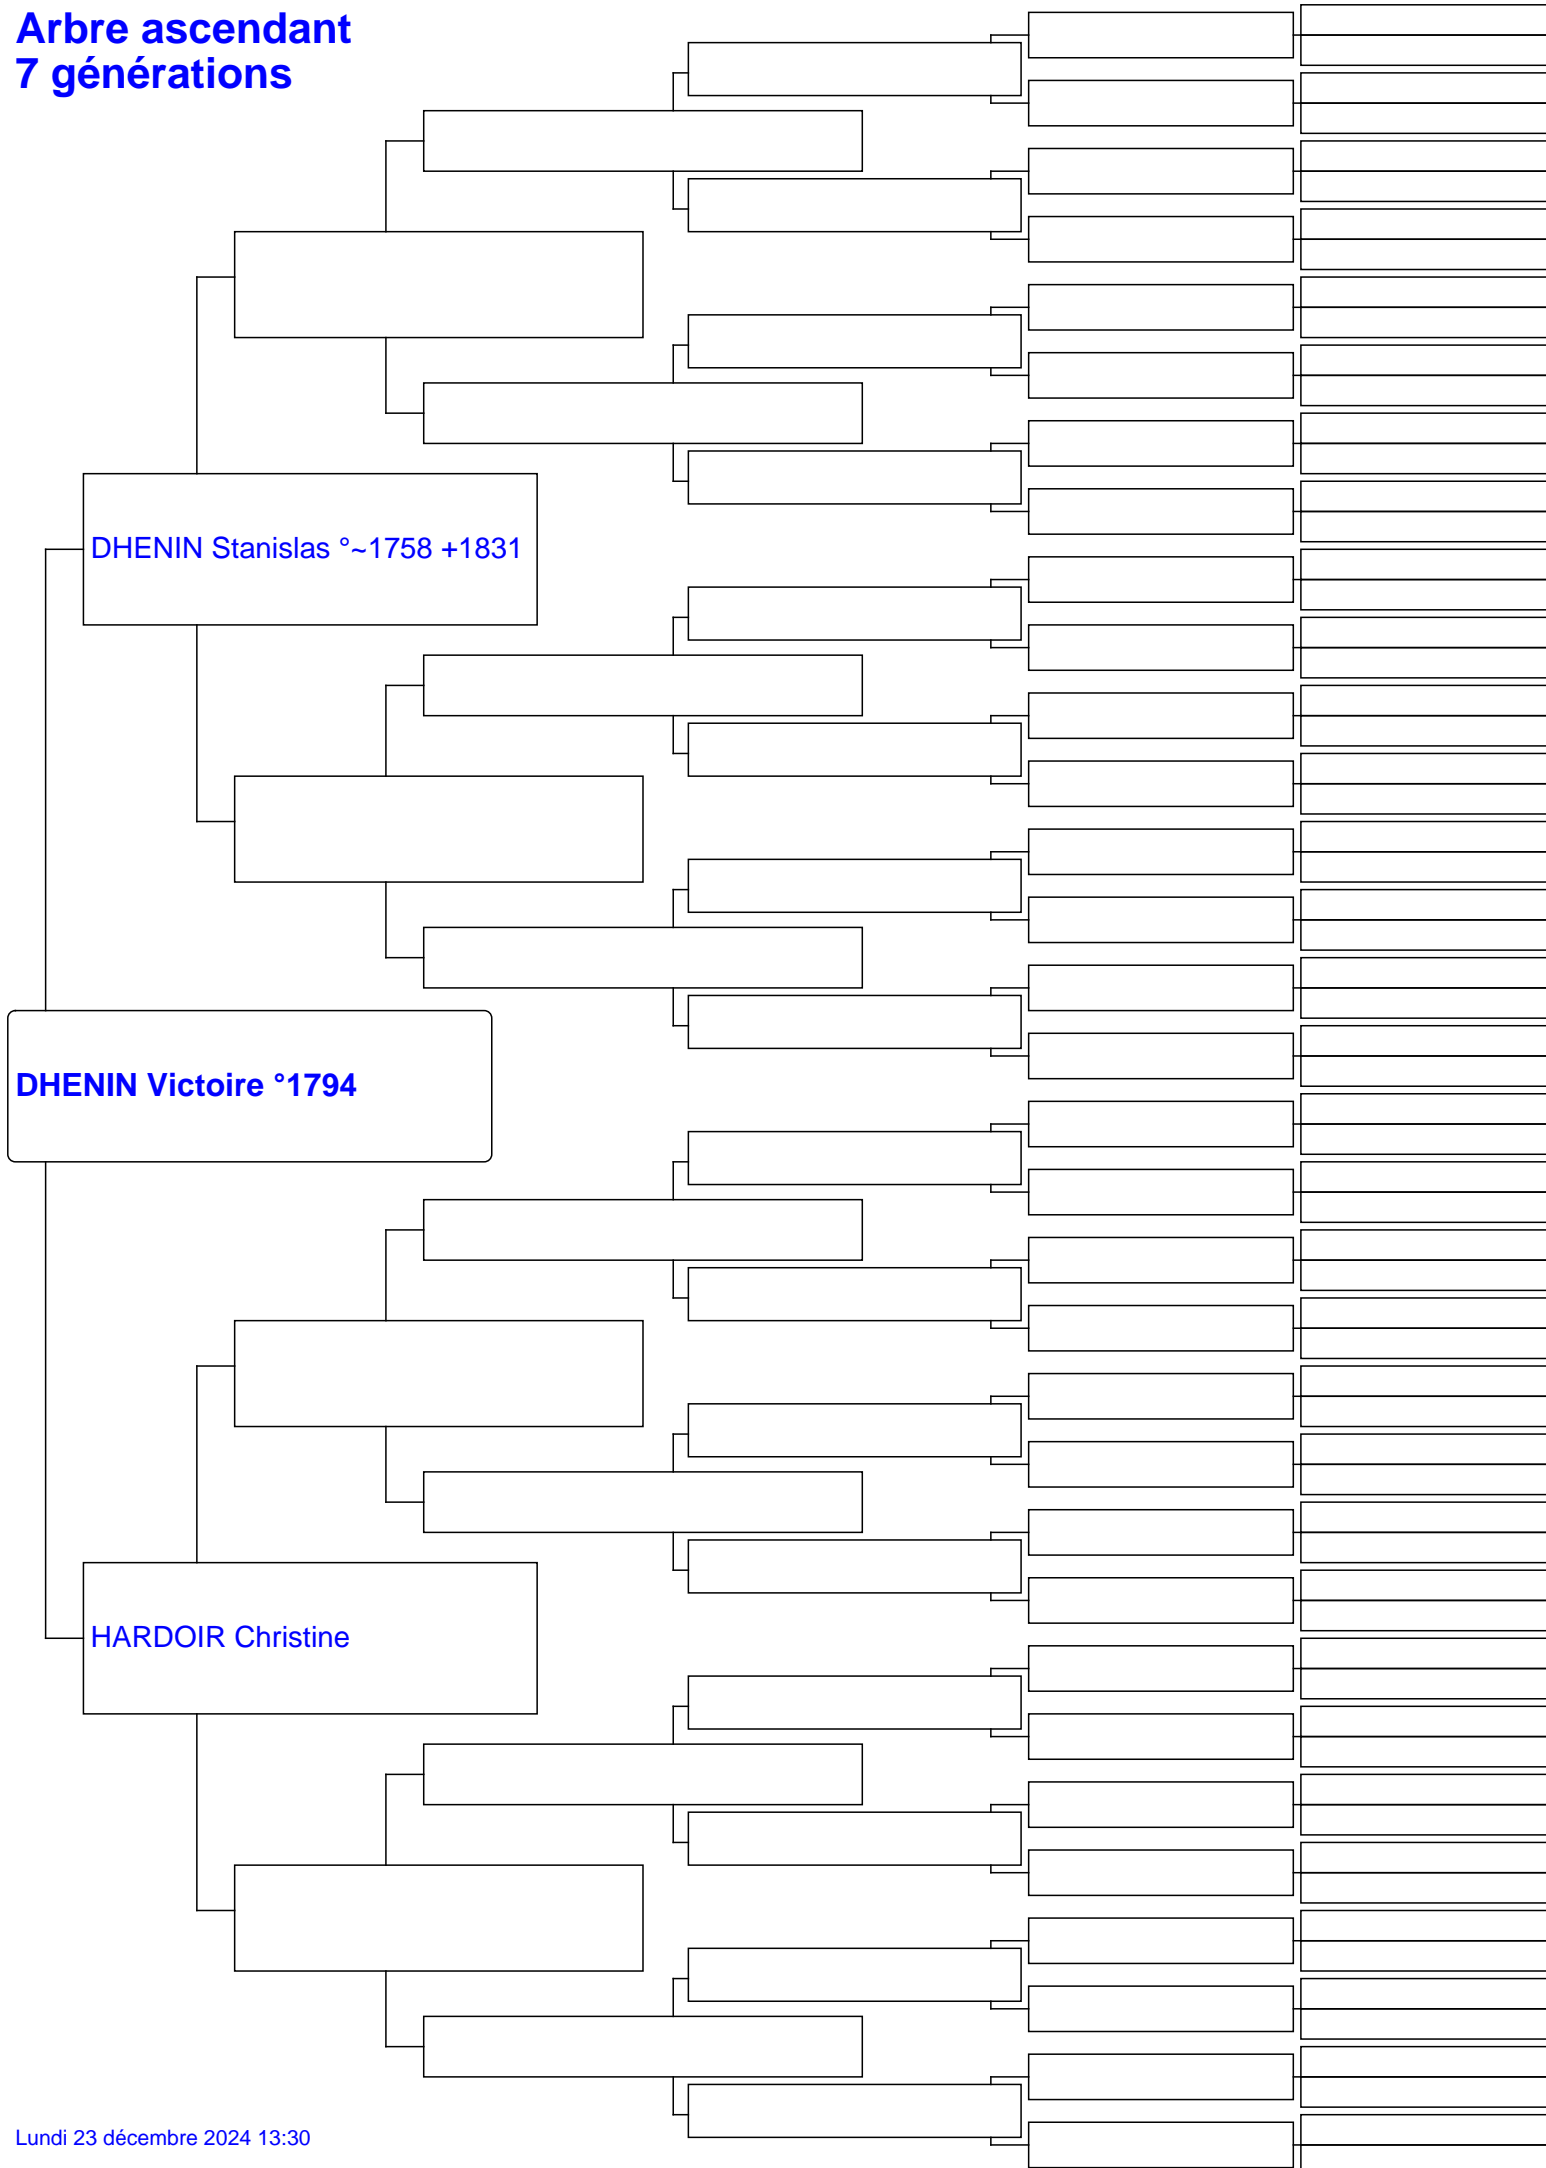 Arbre ascendant
7 générations
DHENIN Stanislas °~1758 +1831
DHENIN Victoire °1794
HARDOIR Christine
Lundi 23 décembre 2024 13:30